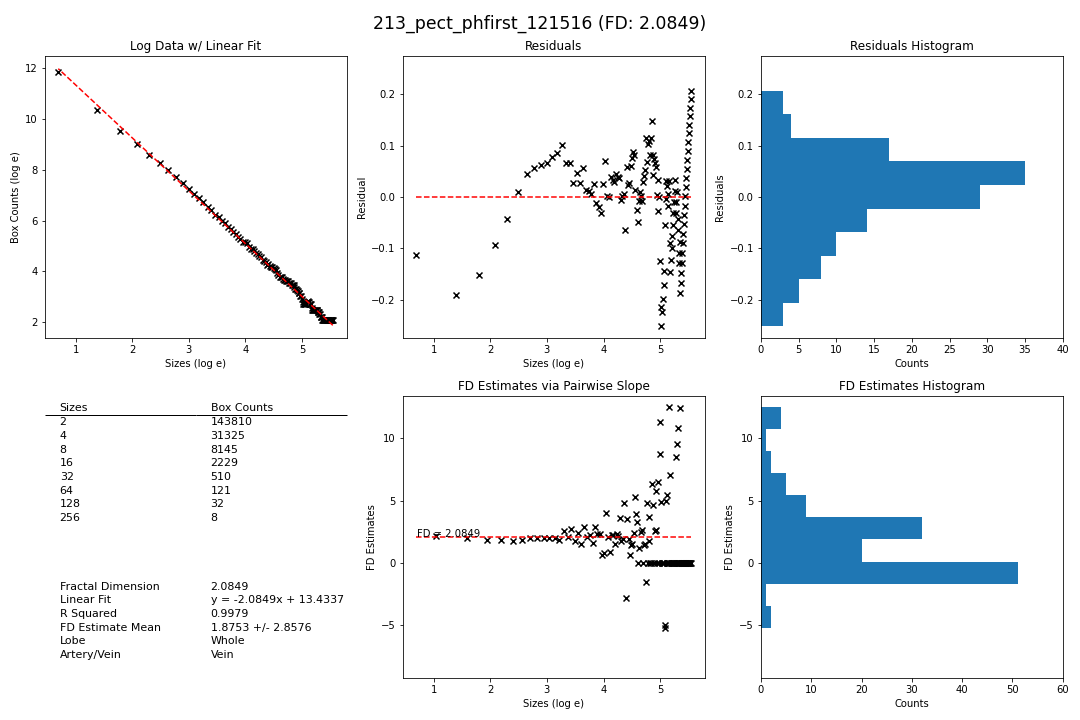 213_pect_phfirst_121516 (FD: 2.0849)
Log Data w/ Linear Fit
12
10
8
6
4
2
Box Counts (log e)
1 2 3 4 5
Sizes (log e)
Residuals
0.2
0.1
0.0
−0.1
−0.2
Residual
1 2 3 4 5
Sizes (log e)
Residuals Histogram
0.2
0.1
0.0
−0.1
−0.2
Residuals
0 5 10 15 20 25 30 35 40
Counts
Sizes Box Counts
2 143810
4 31325
8 8145
16 2229
32 510
64 121
128 32
256 8
Fractal Dimension 2.0849
Linear Fit y = -2.0849x + 13.4337
R Squared 0.9979
FD Estimate Mean 1.8753 +/- 2.8576
Lobe Whole
Artery/Vein Vein
FD Estimates via Pairwise Slope
10
5
0
−5
FD Estimates
FD = 2.0849
1 2 3 4 5
Sizes (log e)
FD Estimates Histogram
10
5
0
−5
FD Estimates
0 10 20 30 40 50 60
Counts